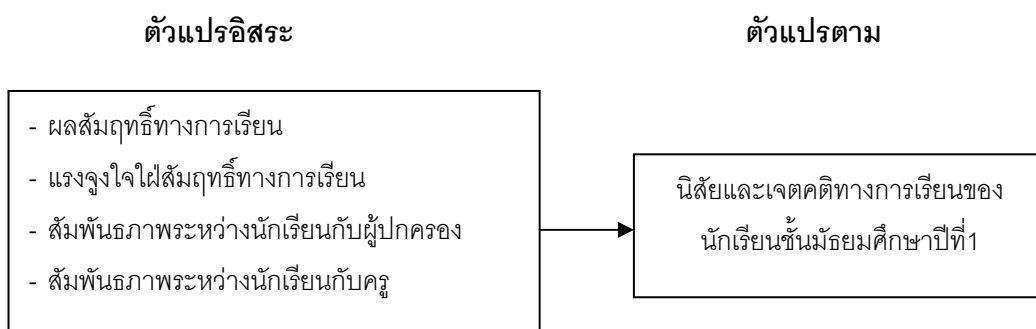 ตัวแปรอิสระ
ตัวแปรตาม
- ผลสัมฤทธิ์ทางการเรียน
- แรงจูงใจใฝ่สัมฤทธิ์ทางการเรียน
- สัมพันธภาพระหว่างนักเรียนกับผู้ปกครอง
- สัมพันธภาพระหว่างนักเรียนกับครู
นิสัยและเจตคติทางการเรียนของ
นักเรียนชั้นมัธยมศึกษาปีที่1